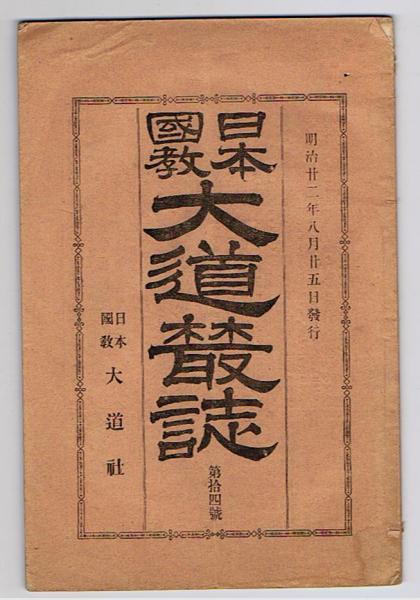 明治廿二年八月廿五日發行
日本
國教
大道叢誌
第拾四號
日本
國教
大道社